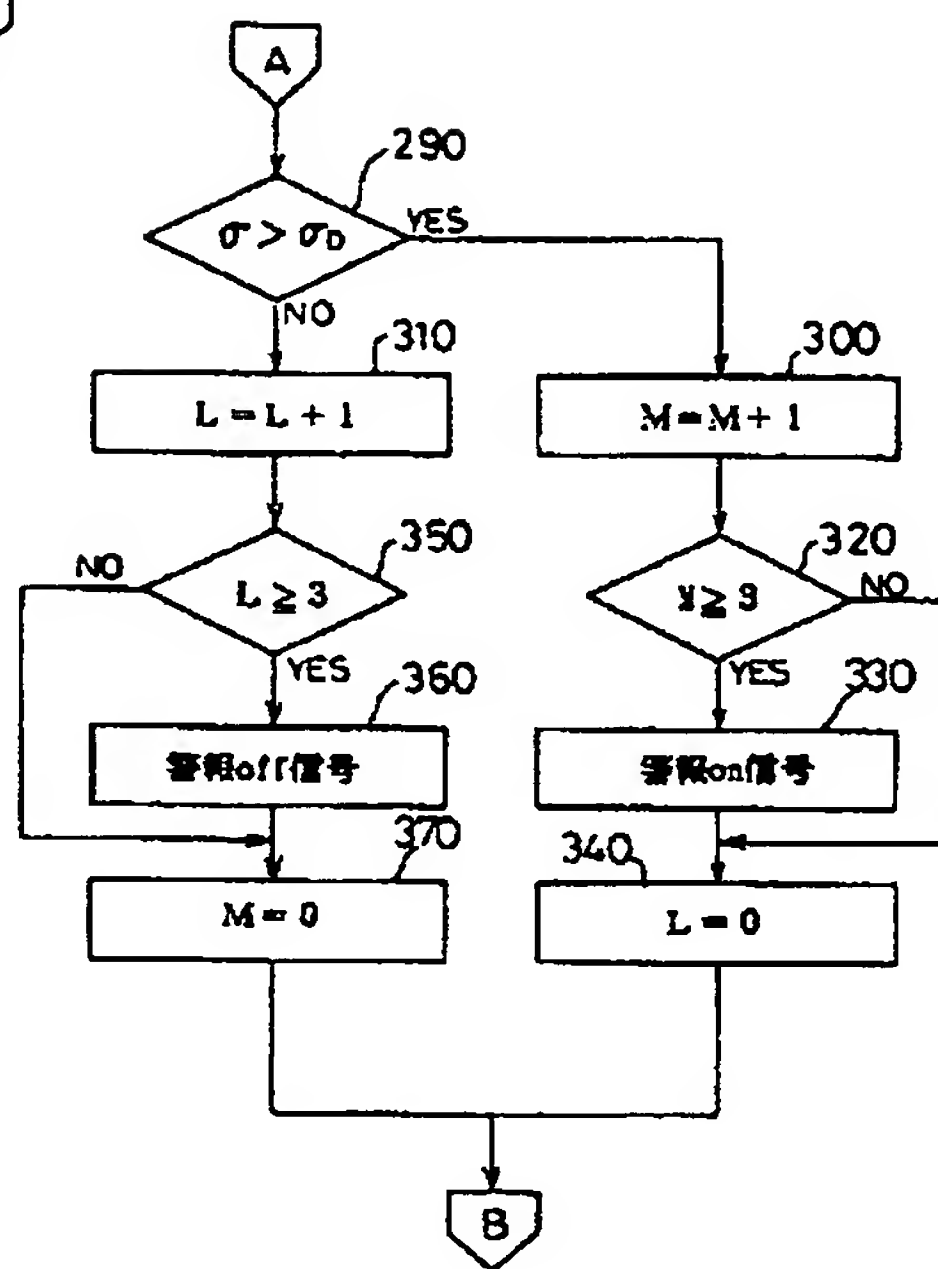 A
290
σ > σD
YES
NO
310
L = L + 1
300
M = M + 1
350
L ≧ 3
NO
YES
320
≧
NO
YES
360
警報off信号
330
警報on信号
370
M = 0
340
L = 0
B